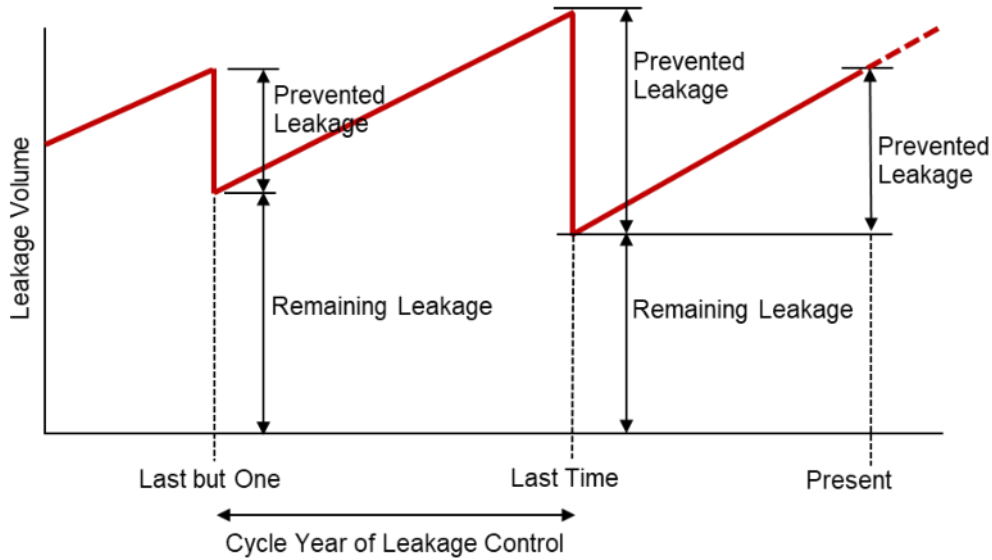 Leakage Volume
Prevented
Leakage
Remaining Leakage
Prevented
Leakage
Remaining Leakage
Prevented
Leakage
Last but One
Last Time
Present
Cycle Year of Leakage Control